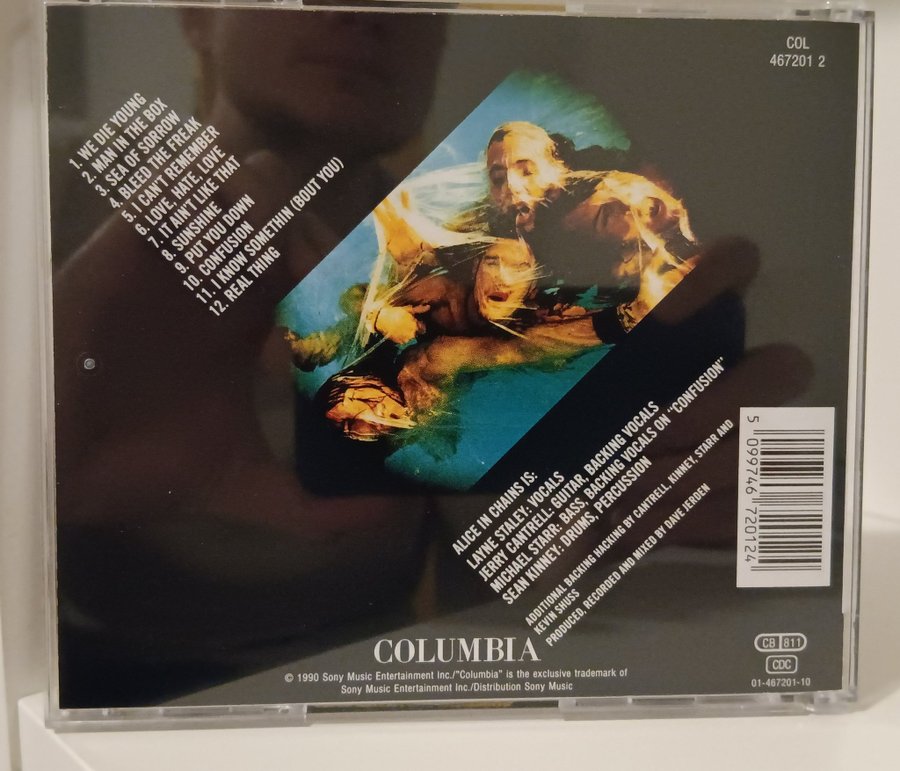 COL
467201 2
1. WE DIE YOUNG
2. MAN IN THE BOX
3. SEA OF SORROW
4. BLEED THE FREAK
5. I CAN'T REMEMBER
6. LOVE, HATE, LOVE
7. IT AIN'T LIKE THAT
8. SUNSHINE
9. PUT YOU DOWN
10. CONFUSION
11. I KNOW SOMETHIN (BOUT YOU)
12. REAL THING
ALICE IN CHAINS IS:
LAYNE STALEY: VOCALS
JERRY CANTRELL: GUITAR, BACKING VOCALS
MICHAEL STARR: BASS, BACKING VOCALS ON "CONFUSION"
SEAN KINNEY: DRUMS, PERCUSSION
ADDITIONAL BACKING HACKING BY CANTRELL, KINNEY, STARR AND
KEVIN SHUSS
PRODUCED, RECORDED AND MIXED BY DAVE JERDEN
5 099746 720124
COLUMBIA
© 1990 Sony Music Entertainment Inc./"Columbia" is the exclusive trademark of
Sony Music Entertainment Inc./Distribution Sony Music
CB 811
CDC
01-467201-10